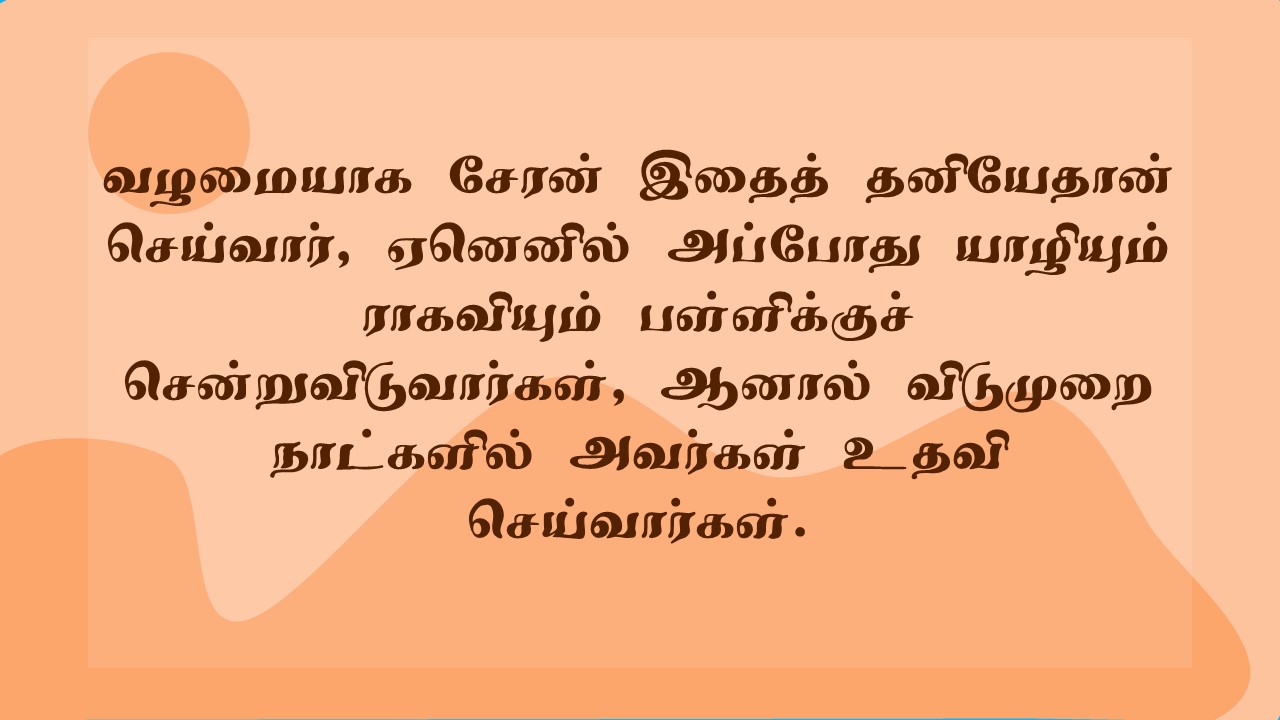 வழமையாக சேரன் இதைத் தனியேதான்
செய்வார், ஏனெனில் அப்போது யாழியும்
ராகவியும் பள்ளிக்குச்
சென்றுவிடுவார்கள், ஆனால் விடுமுறை
நாட்களில் அவர்கள் உதவி
செய்வார்கள்.